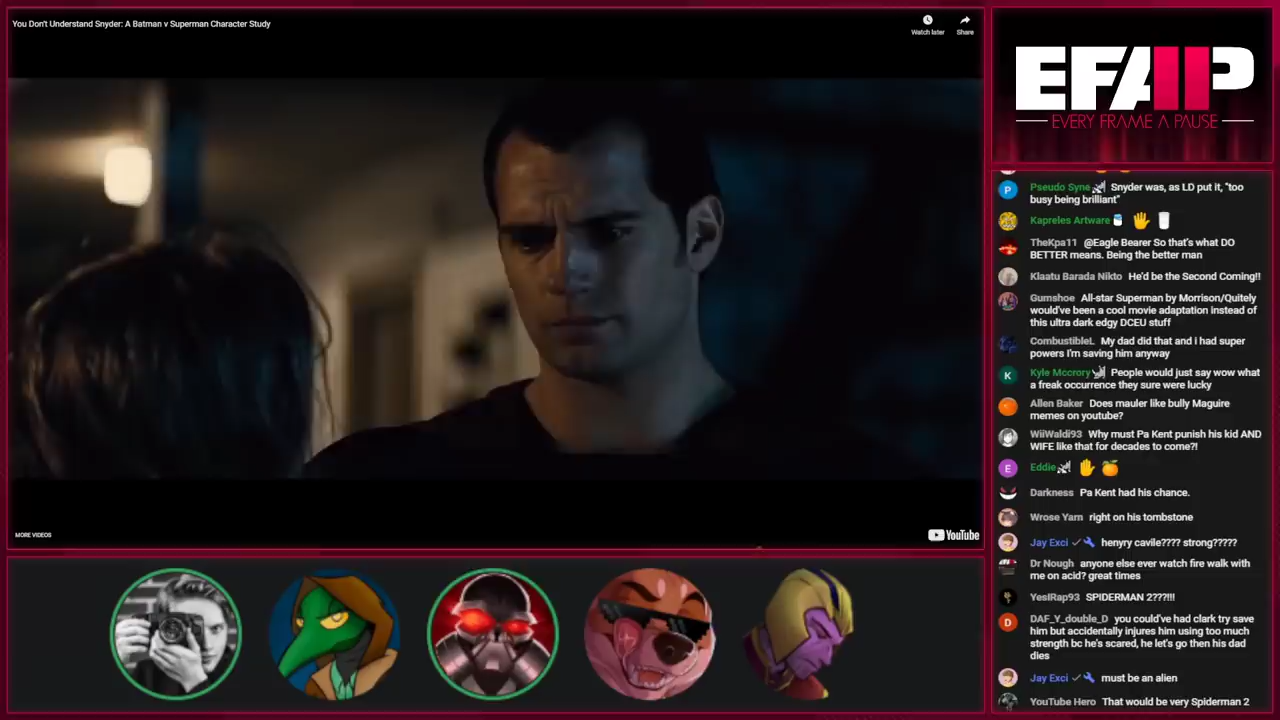 You Don't Understand Snyder: A Batman v Superman Character Study
Watch later
Share
MORE VIDEOS
YouTube
EFAP
EVERY FRAME A PAUSE
Pseudo Syne Snyder was, as LD put it, "too
busy being brilliant"
Kapreles Artware
TheKpa11 @Eagle Bearer So that's what DO
BETTER means. Being the better man
Klaatu Barada Nikto He'd be the Second Coming!!
Gumshoe All-star Superman by Morrison/Quitely
would've been a cool movie adaptation instead of
this ultra dark edgy DCEU stuff
CombustibleL My dad did that and i had super
powers I'm saving him anyway
Kyle Mccrory People would just say wow what
a freak occurrence they sure were lucky
Allen Baker Does mauler like bully Maguire
memes on youtube?
WiiWaldi93 Why must Pa Kent punish his kid AND
WIFE like that for decades to come?!
Eddie
Darkness Pa Kent had his chance.
Wrose Yarn right on his tombstone
Jay Exci henyry cavile???? strong?????
Dr Nough anyone else ever watch fire walk with
me on acid? great times
YesIRap93 SPIDERMAN 2???!!!
DAF_Y_double_D you could've had clark try save
him but accidentally injures him using too much
strength bc he's scared, he let's go then his dad
dies
Jay Exci must be an alien
YouTube Hero That would be very Spiderman 2